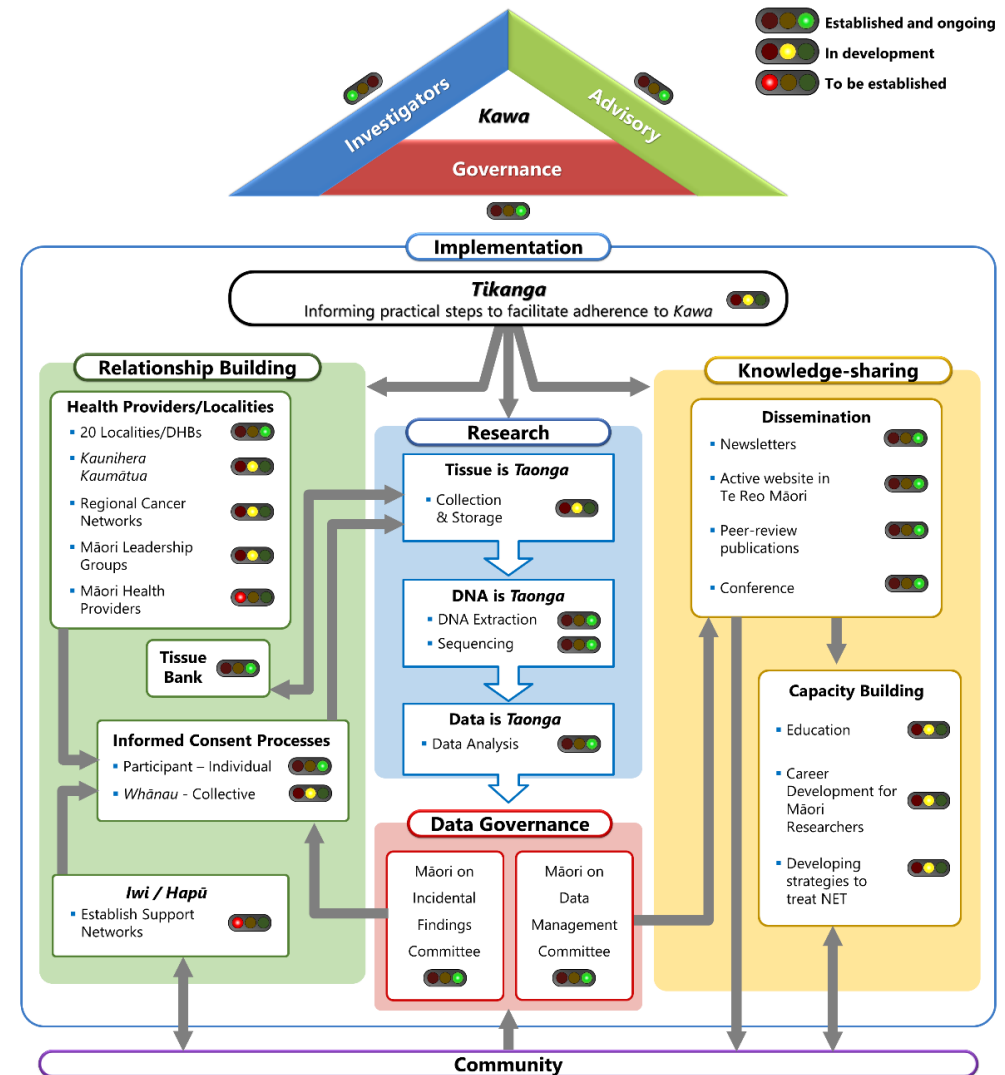 Established and ongoing
In development
To be established
Investigators
Advisory
Kawa
Governance
Implementation
Tikanga
Informing practical steps to facilitate adherence to Kawa
Relationship Building
Health Providers/Localities
▪ 20 Localities/DHBs
▪ Kaunihera
Kaumātua
▪ Regional Cancer
Networks
▪ Māori Leadership
Groups
▪ Māori Health
Providers
Tissue
Bank
Informed Consent Processes
▪ Participant – Individual
▪ Whānau - Collective
Iwi / Hapū
▪ Establish Support
Networks
Research
Tissue is Taonga
▪ Collection
& Storage
DNA is Taonga
▪ DNA Extraction
▪ Sequencing
Data is Taonga
▪ Data Analysis
Data Governance
Māori on
Incidental
Findings
Committee
Māori on
Data
Management
Committee
Knowledge-sharing
Dissemination
▪ Newsletters
▪ Active website in
Te Reo Māori
▪ Peer-review
publications
▪ Conference
Capacity Building
▪ Education
▪ Career
Development for
Māori
Researchers
▪ Developing
strategies to
treat NET
Community